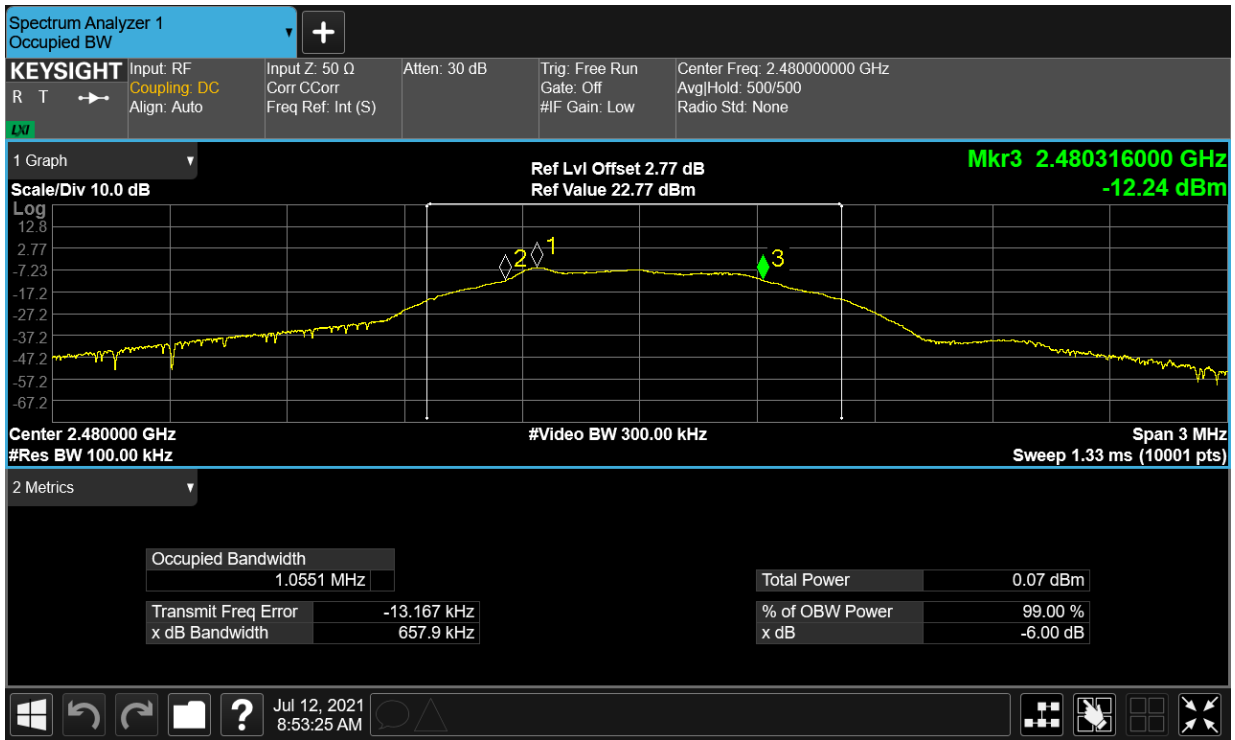 Spectrum Analyzer 1
Occupied BW
KEYSIGHT
R T
LXI
Input: RF
Coupling: DC
Align: Auto
Input Z: 50 Ω
Corr CCorr
Freq Ref: Int (S)
Atten: 30 dB
Trig: Free Run
Gate: Off
#IF Gain: Low
Center Freq: 2.480000000 GHz
Avg|Hold: 500/500
Radio Std: None
1 Graph
Scale/Div 10.0 dB
Ref Lvl Offset 2.77 dB
Ref Value 22.77 dBm
Mkr3 2.480316000 GHz
-12.24 dBm
Log
12.8
2.77
-7.23
-17.2
-27.2
-37.2
-47.2
-57.2
-67.2
2
1
3
Center 2.480000 GHz
#Video BW 300.00 kHz
Span 3 MHz
#Res BW 100.00 kHz
Sweep 1.33 ms (10001 pts)
2 Metrics
Occupied Bandwidth
1.0551 MHz
Total Power 0.07 dBm
Transmit Freq Error -13.167 kHz
% of OBW Power 99.00 %
x dB Bandwidth 657.9 kHz
x dB -6.00 dB
?
Jul 12, 2021
8:53:25 AM